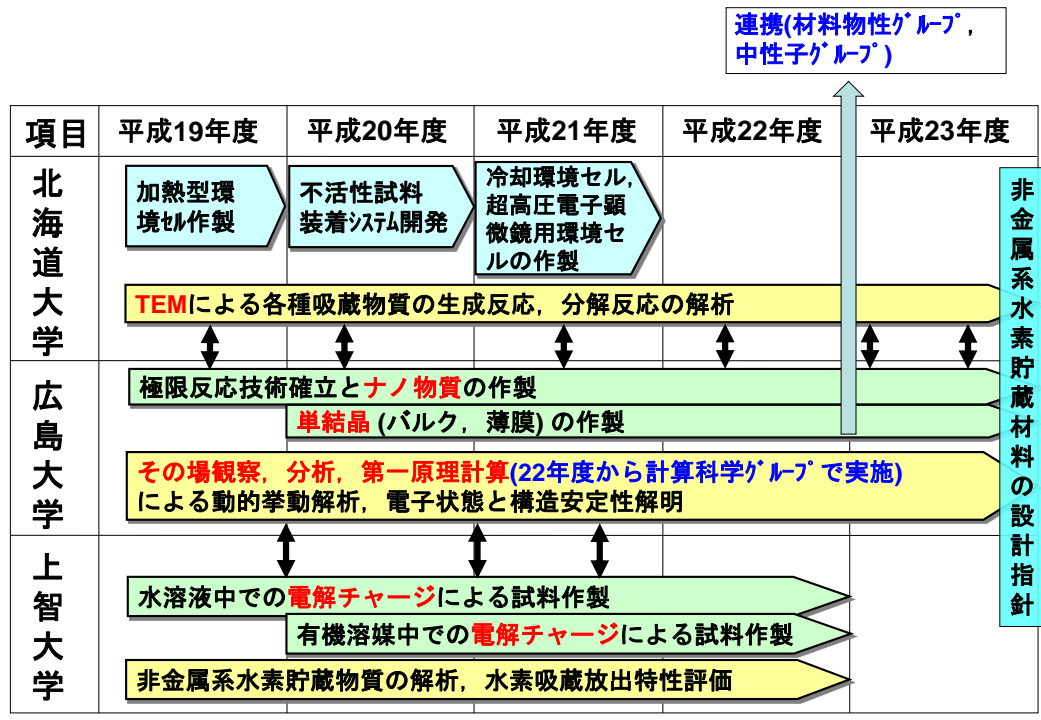 連携(材料物性ｸﾞﾙｰﾌﾟ,
中性子ｸﾞﾙｰﾌﾟ)
項目 平成19年度 平成20年度 平成21年度 平成22年度 平成23年度
北海道大学
加熱型環
境ｾﾙ作製
不活性試料
装着ｼｽﾃﾑ開発
冷却環境セル,
超高圧電子顕
微鏡用環境セ
ルの作製
TEMによる各種吸蔵物質の生成反応，分解反応の解析
広島大学
極限反応技術確立とナノ物質の作製
単結晶 (バルク，薄膜) の作製
その場観察，分析，第一原理計算(22年度から計算科学ｸﾞﾙｰﾌﾟで実施)
による動的挙動解析，電子状態と構造安定性解明
上智大学
水溶液中での電解チャージによる試料作製
有機溶媒中での電解チャージによる試料作製
非金属系水素貯蔵物質の解析，水素吸蔵放出特性評価
非金属系水素貯蔵材料の設計指針